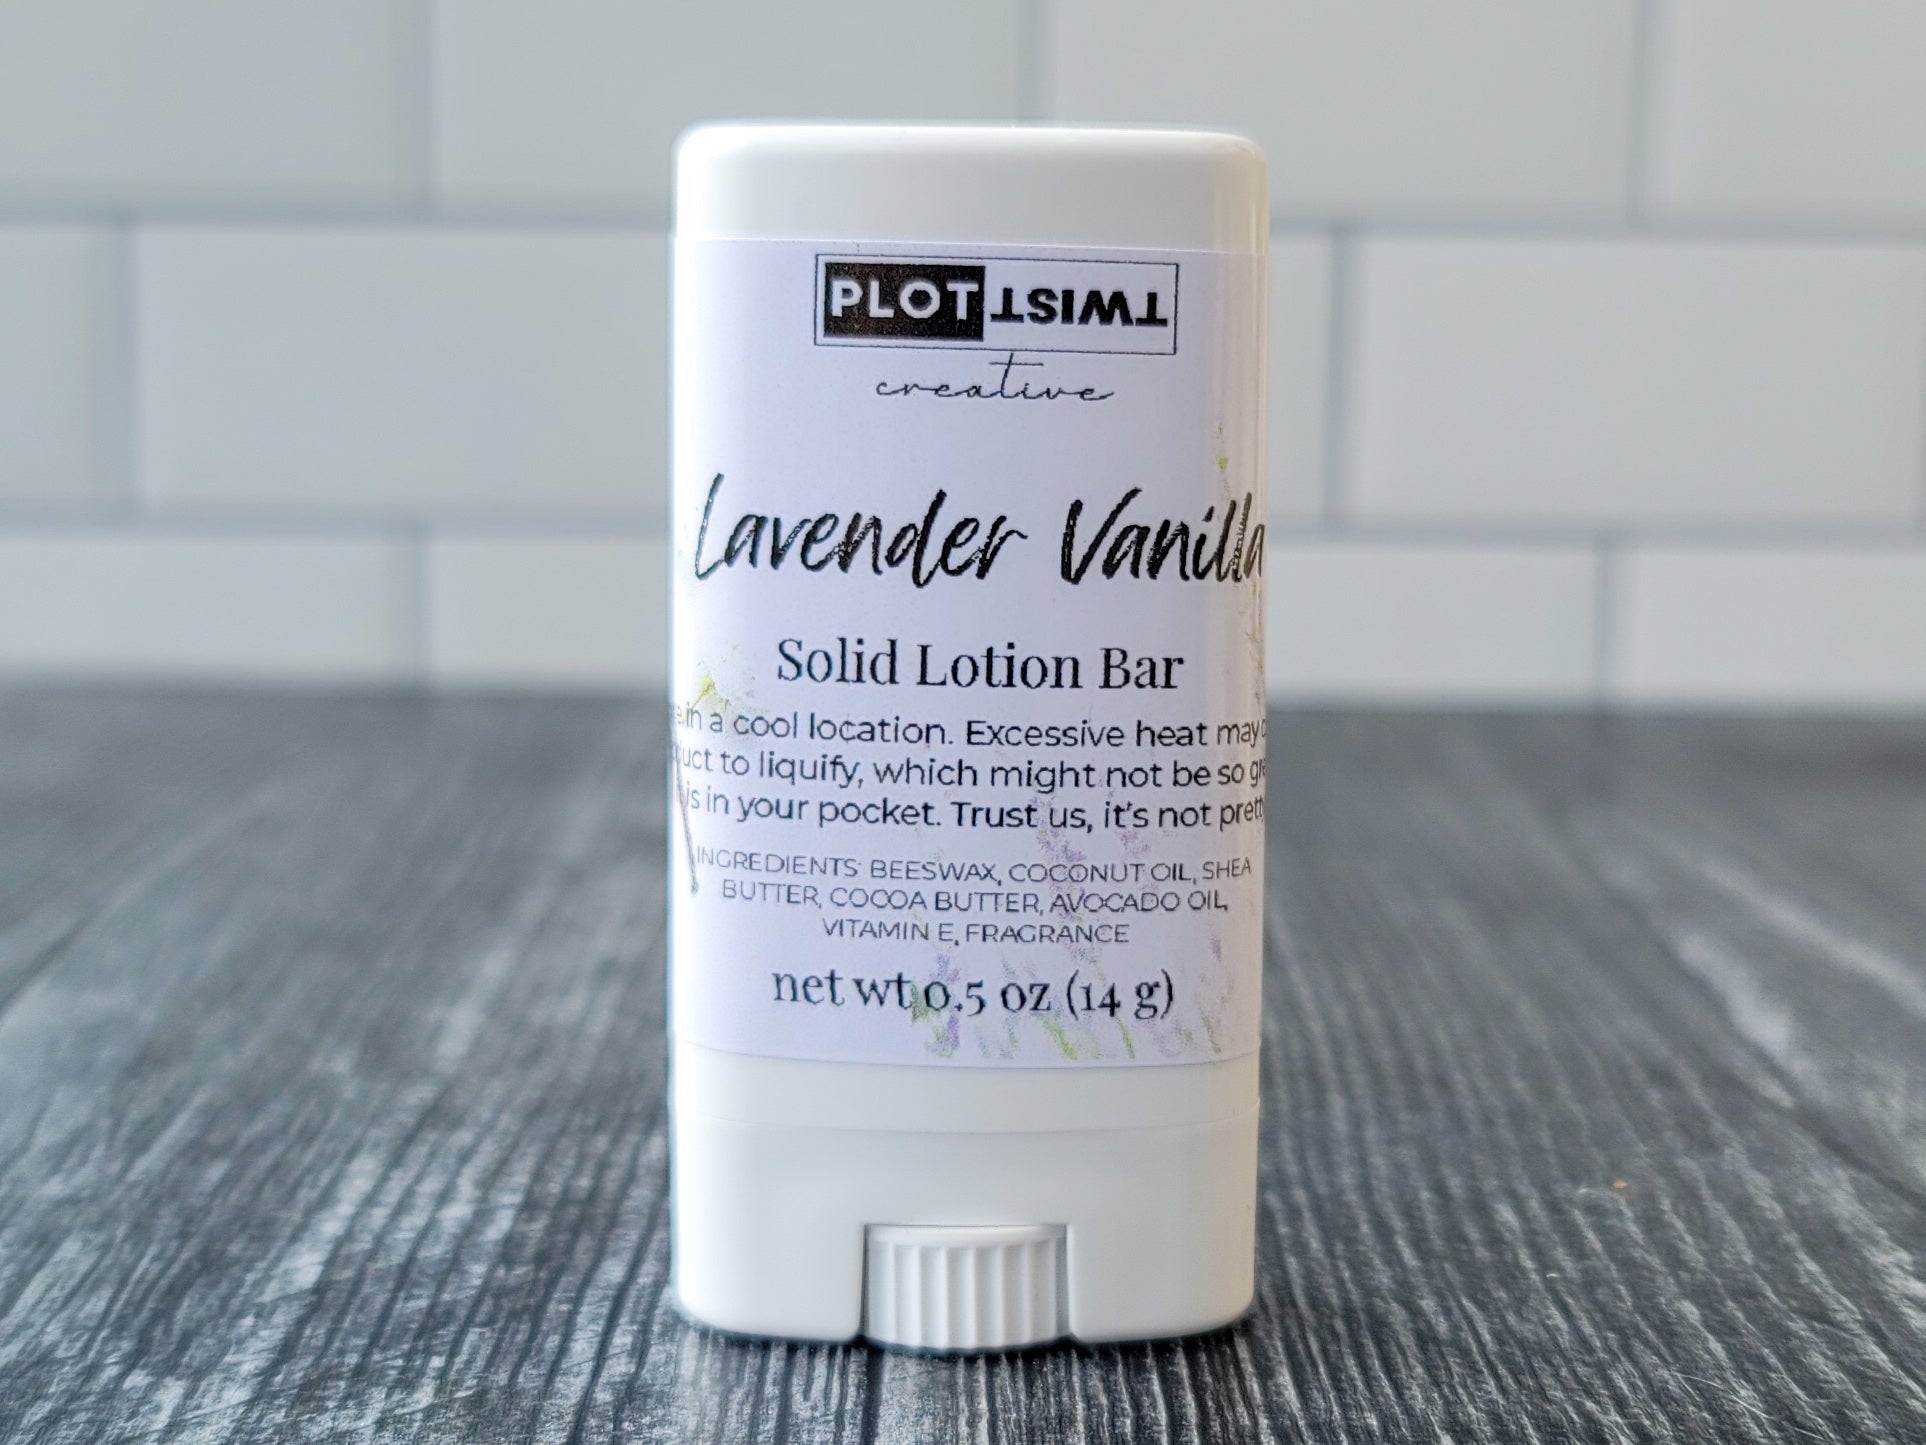 PLOT TWIST
creative
Lavender Vanilla
Solid Lotion Bar
in a cool location. Excessive heat may
to liquify, which might not be so
is in your pocket. Trust us, it's not pretty
INGREDIENTS: BEESWAX, COCONUT OIL, SHEA
BUTTER, COCOA BUTTER, AVOCADO OIL,
VITAMIN E, FRAGRANCE
net wt 0.5 oz (14 g)